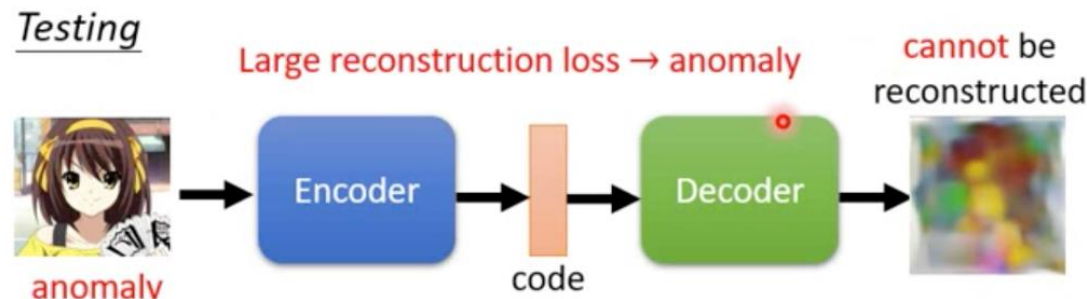 Testing
Large reconstruction loss → anomaly
cannot be
reconstructed
Encoder
Decoder
code
anomaly